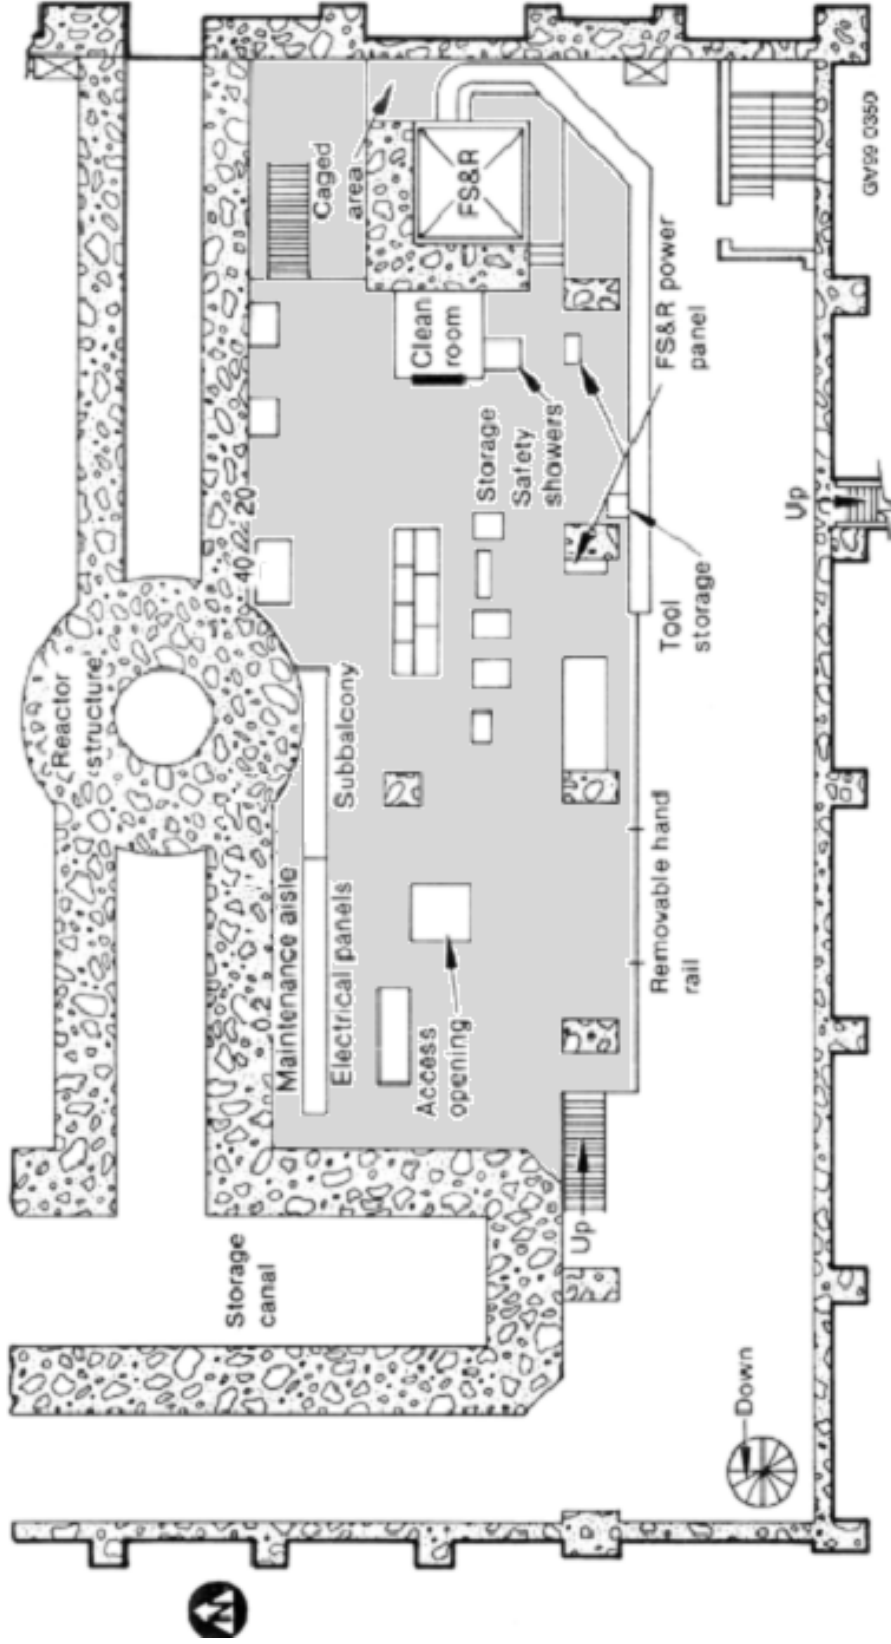 Reactor
structure
Storage
canal
0.2
Maintenance aisle
Electrical panels
Subbalcony
40
20
Caged
area
FS&R
Clean
room
Storage
Safety
showers
Access
opening
Up
Removable hand
rail
Tool
storage
FS&R power
panel
Up
Down
GV99 0350
N